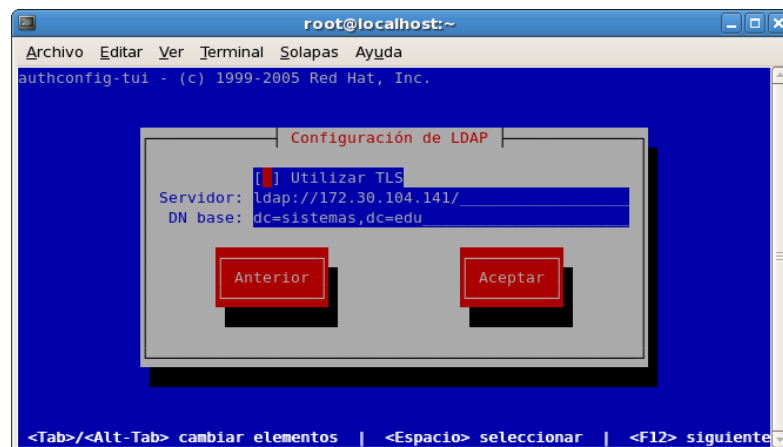 root@localhost:~
Archivo Editar Ver Terminal Solapas Ayuda
authconfig-tui - (c) 1999-2005 Red Hat, Inc.
Configuración de LDAP
[ ] Utilizar TLS
Servidor: ldap://172.30.104.141/
DN base: dc=sistemas,dc=edu
Anterior Aceptar
<Tab>/<Alt-Tab> cambiar elementos | <Espacio> seleccionar | <F12> siguiente